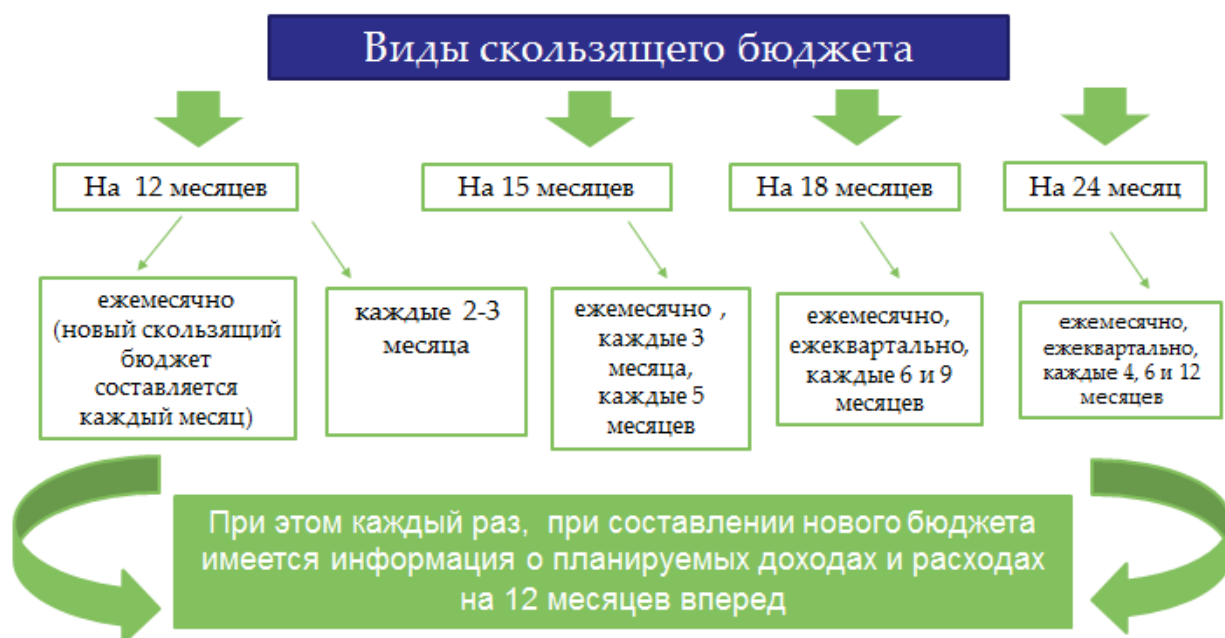 Виды скользящего бюджета
На 12 месяцев
На 15 месяцев
На 18 месяцев
На 24 месяц
ежемесячно
(новый скользящий
бюджет
составляется
каждый месяц)
каждые 2-3
месяца
ежемесячно ,
каждые 3
месяца,
каждые 5
месяцев
ежемесячно,
ежеквартально,
каждые 6 и 9
месяцев
ежемесячно,
ежеквартально,
каждые 4, 6 и 12
месяцев
При этом каждый раз, при составлении нового бюджета
имеется информация о планируемых доходах и расходах
на 12 месяцев вперед